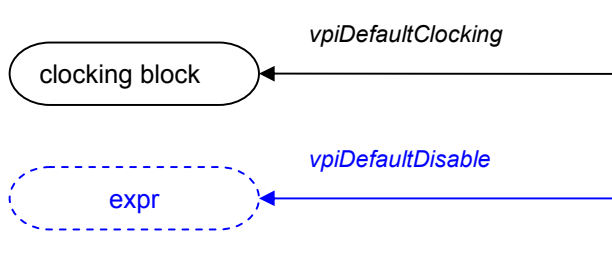 vpiDefaultClocking
clocking block
vpiDefaultDisable
expr